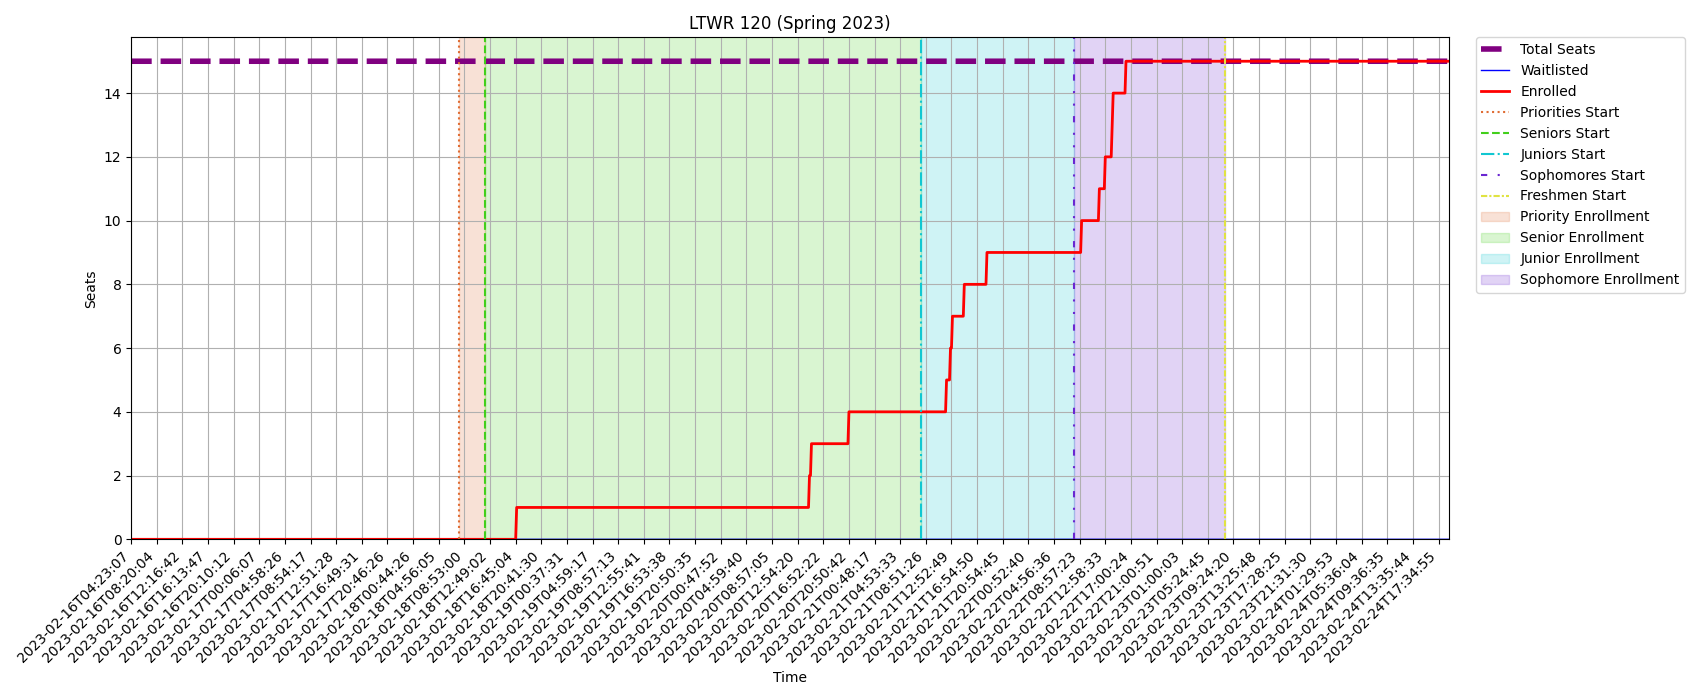 LTWR 120 (Spring 2023)
Total Seats
Waitlisted
Enrolled
Priorities Start
Seniors Start
Juniors Start
Sophomores Start
Freshmen Start
Priority Enrollment
Senior Enrollment
Junior Enrollment
Sophomore Enrollment
Seats
14
12
10
8
6
4
2
0
2023-02-16T04:23:07
2023-02-16T08:20:04
2023-02-16T12:16:42
2023-02-16T16:13:47
2023-02-16T20:10:12
2023-02-17T00:06:07
2023-02-17T04:58:26
2023-02-17T08:54:17
2023-02-17T12:51:28
2023-02-17T16:49:31
2023-02-17T20:46:26
2023-02-18T00:44:26
2023-02-18T04:56:05
2023-02-18T08:53:00
2023-02-18T12:49:02
2023-02-18T16:45:04
2023-02-18T20:41:30
2023-02-19T00:37:31
2023-02-19T04:59:17
2023-02-19T08:57:13
2023-02-19T12:55:41
2023-02-19T16:53:38
2023-02-19T20:50:35
2023-02-20T00:47:52
2023-02-20T04:59:40
2023-02-20T08:57:05
2023-02-20T12:54:20
2023-02-20T16:52:22
2023-02-20T20:50:42
2023-02-21T00:48:17
2023-02-21T04:53:33
2023-02-21T08:51:26
2023-02-21T12:52:49
2023-02-21T16:54:50
2023-02-21T20:54:45
2023-02-22T00:52:40
2023-02-22T04:56:36
2023-02-22T08:57:23
2023-02-22T12:58:33
2023-02-22T17:00:24
2023-02-22T21:00:51
2023-02-23T01:00:03
2023-02-23T05:24:45
2023-02-23T09:24:20
2023-02-23T13:25:48
2023-02-23T17:28:25
2023-02-23T21:31:30
2023-02-24T01:29:53
2023-02-24T05:36:04
2023-02-24T09:36:35
2023-02-24T13:35:44
2023-02-24T17:34:55
Time